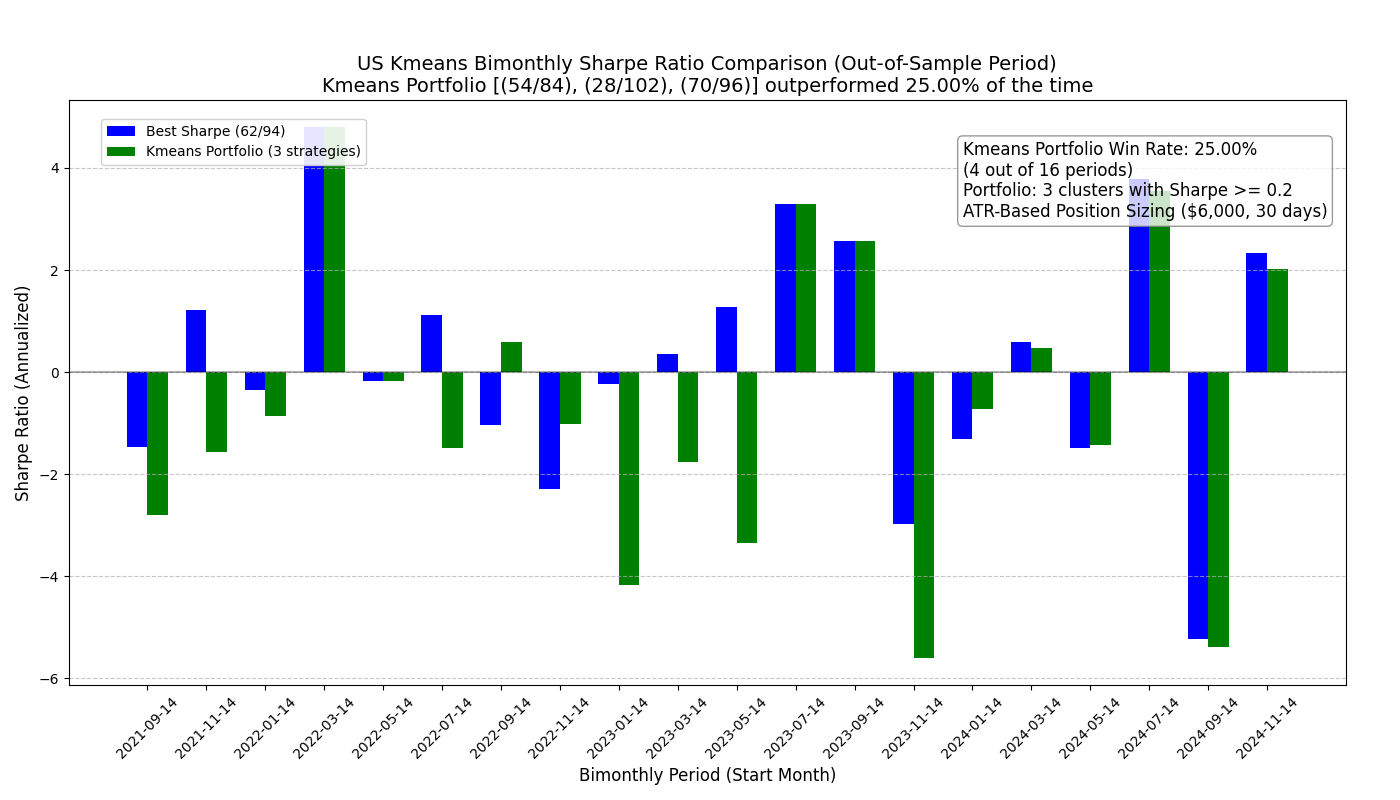 US Kmeans Bimonthly Sharpe Ratio Comparison (Out-of-Sample Period)
Kmeans Portfolio [(54/84), (28/102), (70/96)] outperformed 25.00% of the time
Best Sharpe (62/94)
Kmeans Portfolio (3 strategies)
Kmeans Portfolio Win Rate: 25.00%
(4 out of 16 periods)
Portfolio: 3 clusters with Sharpe >= 0.2
ATR-Based Position Sizing ($6,000, 30 days)
Sharpe Ratio (Annualized)
4
2
0
−2
−4
−6
2021-09-14
2021-11-14
2022-01-14
2022-03-14
2022-05-14
2022-07-14
2022-09-14
2022-11-14
2023-01-14
2023-03-14
2023-05-14
2023-07-14
2023-09-14
2023-11-14
2024-01-14
2024-03-14
2024-05-14
2024-07-14
2024-09-14
2024-11-14
Bimonthly Period (Start Month)